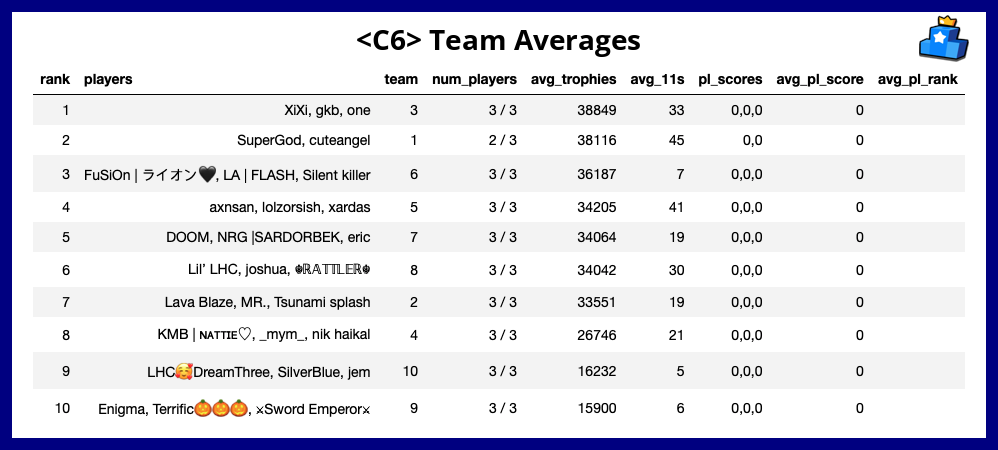 <C6> Team Averages
rank players team num_players avg_trophies avg_11s pl_scores avg_pl_score avg_pl_rank
1 XiXi, gkb, one 3 3 / 3 38849 33 0,0,0 0
2 SuperGod, cuteangel 1 2 / 3 38116 45 0,0 0
3 FuSiOn | ライオン🖤, LA | FLASH, Silent killer 6 3 / 3 36187 7 0,0,0 0
4 axnsan, lolzorsish, xardas 5 3 / 3 34205 41 0,0,0 0
5 DOOM, NRG |SARDORBEK, eric 7 3 / 3 34064 19 0,0,0 0
6 Lil’ LHC, joshua, ☬ℝ𝔸𝕋𝕋𝕃𝔼ℝ☬ 8 3 / 3 34042 30 0,0,0 0
7 Lava Blaze, MR., Tsunami splash 2 3 / 3 33551 19 0,0,0 0
8 KMB | ɴᴀᴛᴛɪᴇ♡, _mym_, nik haikal 4 3 / 3 26746 21 0,0,0 0
9 LHC🥰DreamThree, SilverBlue, jem 10 3 / 3 16232 5 0,0,0 0
10 Enigma, Terrific🎃🎃🎃, ⚔Sword Emperor⚔ 9 3 / 3 15900 6 0,0,0 0